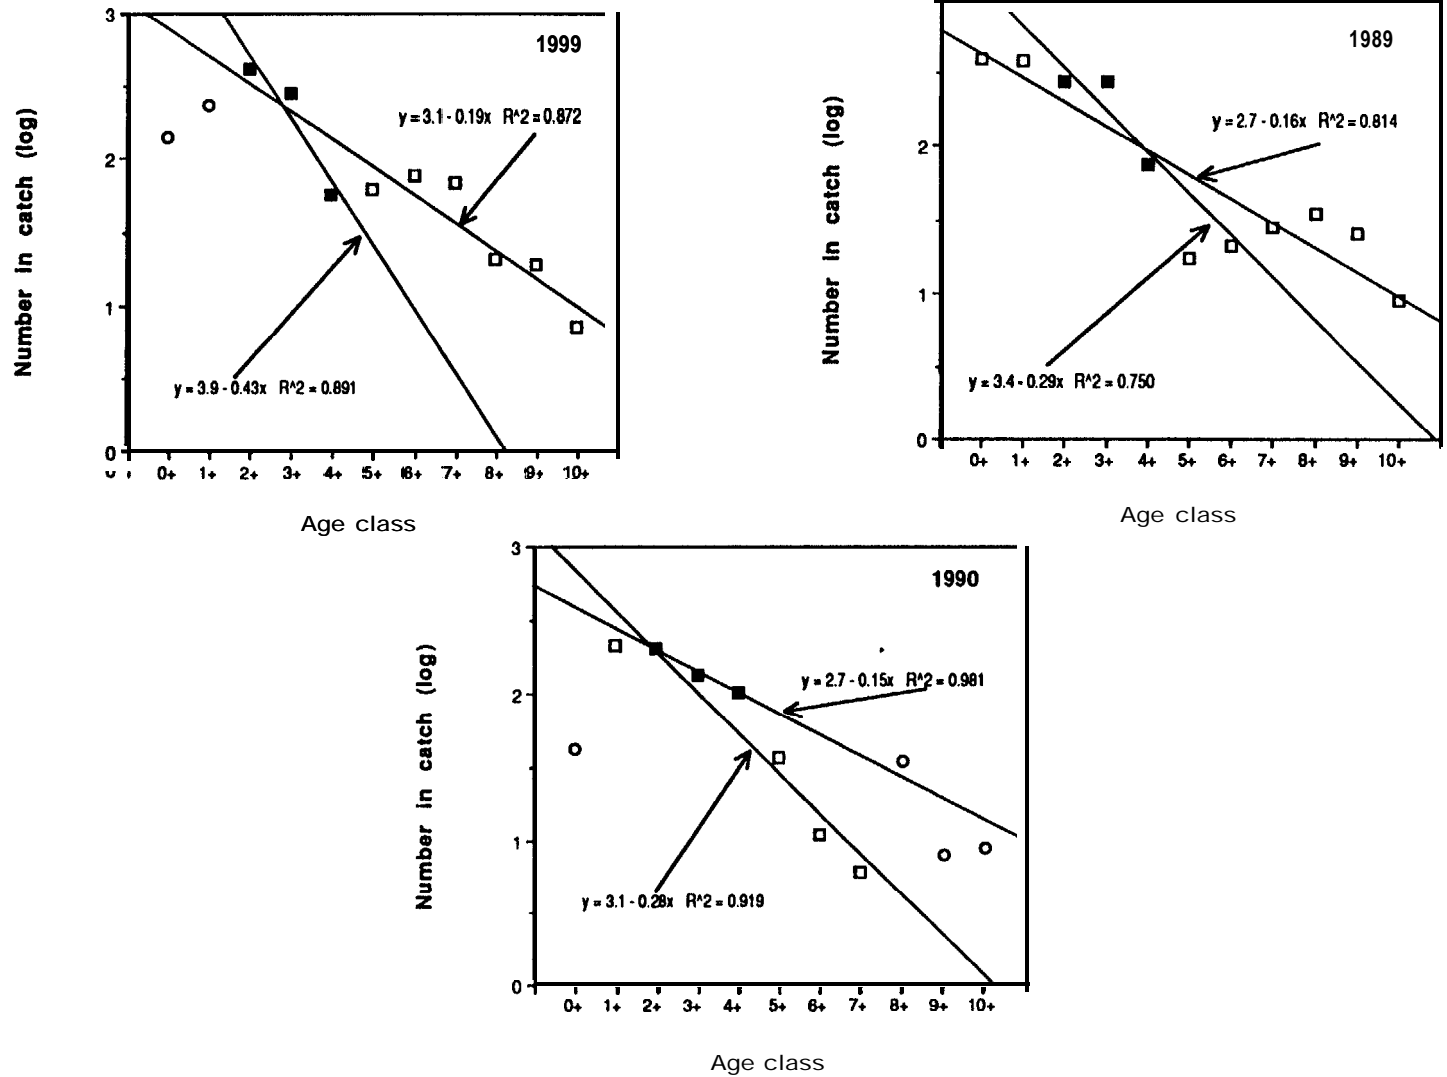 3
1999
Number in catch (log)
y = 3.1 - 0.19x R^2 = 0.872
2
1
y = 3.9 - 0.43x R^2 = 0.891
0
0+ 1+ 2+ 3+ 4+ 5+ 6+ 7+ 8+ 9+ 10+
Age class
1989
Number in catch (log)
y = 2.7 - 0.16x R^2 = 0.814
2
1
y = 3.4 - 0.29x R^2 = 0.750
0
0+ 1+ 2+ 3+ 4+ 5+ 6+ 7+ 8+ 9+ 10+
Age class
3
1990
Number in catch (log)
y = 2.7 - 0.15x R^2 = 0.981
2
1
y = 3.1 - 0.28x R^2 = 0.919
0
0+ 1+ 2+ 3+ 4+ 5+ 6+ 7+ 8+ 9+ 10+
Age class